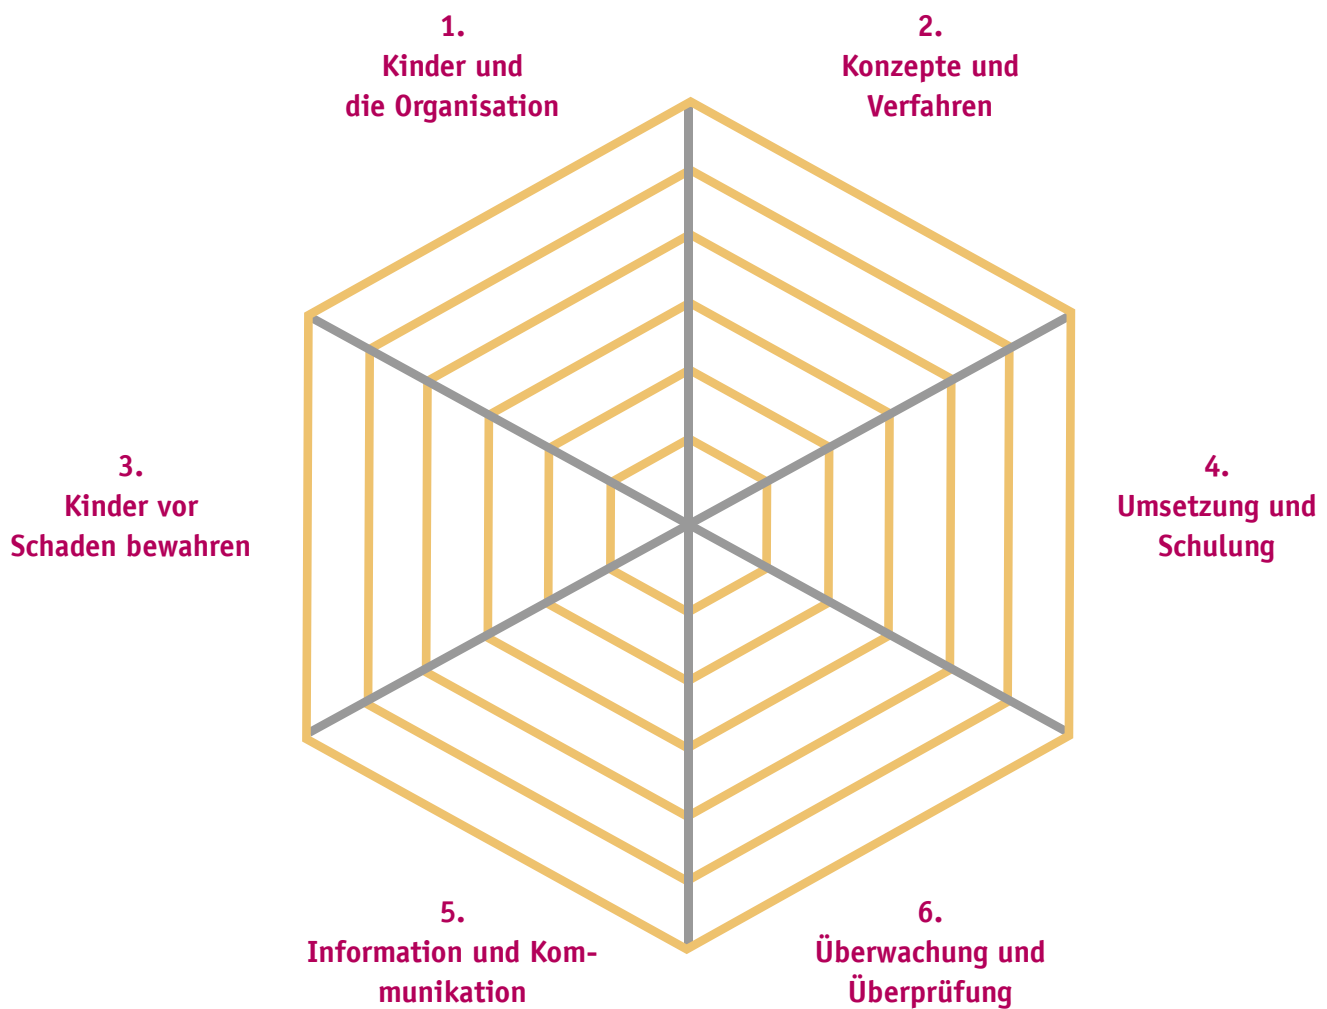 1.
Kinder und
die Organisation
2.
Konzepte und
Verfahren
3.
Kinder vor
Schaden bewahren
4.
Umsetzung und
Schulung
5.
Information und Kom-
munikation
6.
Überwachung und
Überprüfung